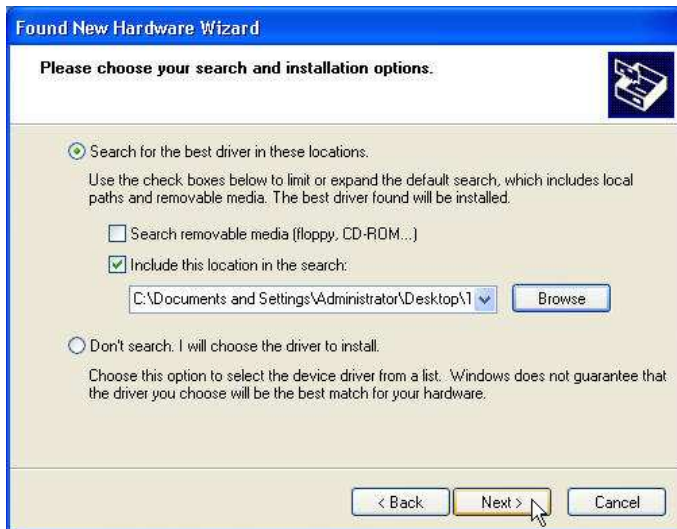 Found New Hardware Wizard
Please choose your search and installation options.
Search for the best driver in these locations.
Use the check boxes below to limit or expand the default search, which includes local
paths and removable media. The best driver found will be installed.
Search removable media (floppy, CD-ROM...)
Include this location in the search:
C:\Documents and Settings\Administrator\Desktop\1
Browse
Don't search. I will choose the driver to install.
Choose this option to select the device driver from a list. Windows does not guarantee that
the driver you choose will be the best match for your hardware.
< Back
Next >
Cancel